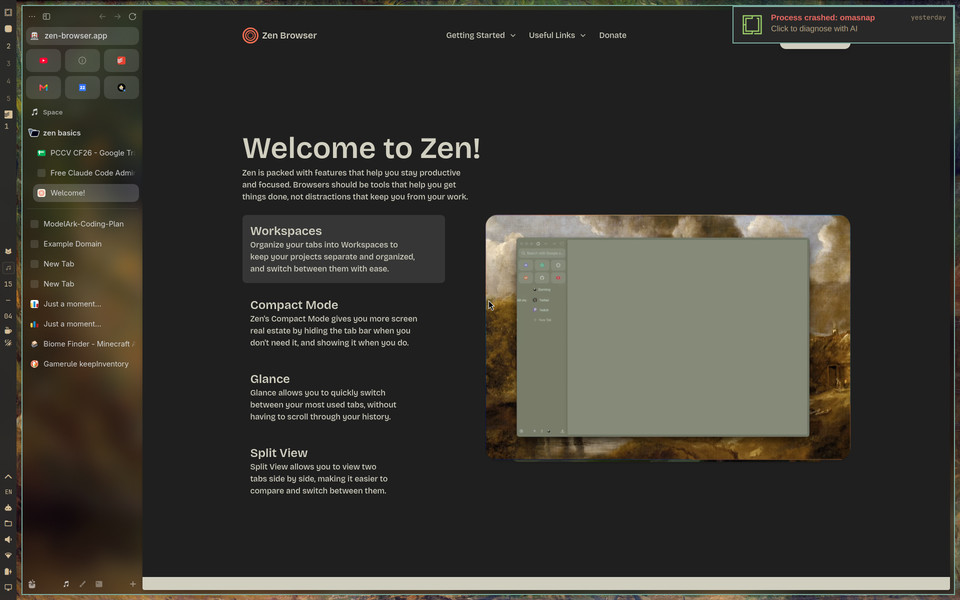 2
3
4
5
1
15
04
EN
zen-browser.app
Space
zen basics
PCCV CF26 - Google Tr
Free Claude Code Admi
Welcome!
ModelArk-Coding-Plan
Example Domain
New Tab
New Tab
Just a moment...
Just a moment...
Biome Finder - Minecraft
Gamerule keepInventory
Zen Browser
Getting Started
Useful Links
Donate
Process crashed: omasnap
yesterday
Click to diagnose with AI
Welcome to Zen!
Zen is packed with features that help you stay productive
and focused. Browsers should be tools that help you get
things done, not distractions that keep you from your work.
Workspaces
Organize your tabs into Workspaces to
keep your projects separate and organized,
and switch between them with ease.
Compact Mode
Zen's Compact Mode gives you more screen
real estate by hiding the tab bar when you
don't need it, and showing it when you do.
Glance
Glance allows you to quickly switch
between your most used tabs, without
having to scroll through your history.
Split View
Split View allows you to view two
tabs side by side, making it easier to
compare and switch between them.